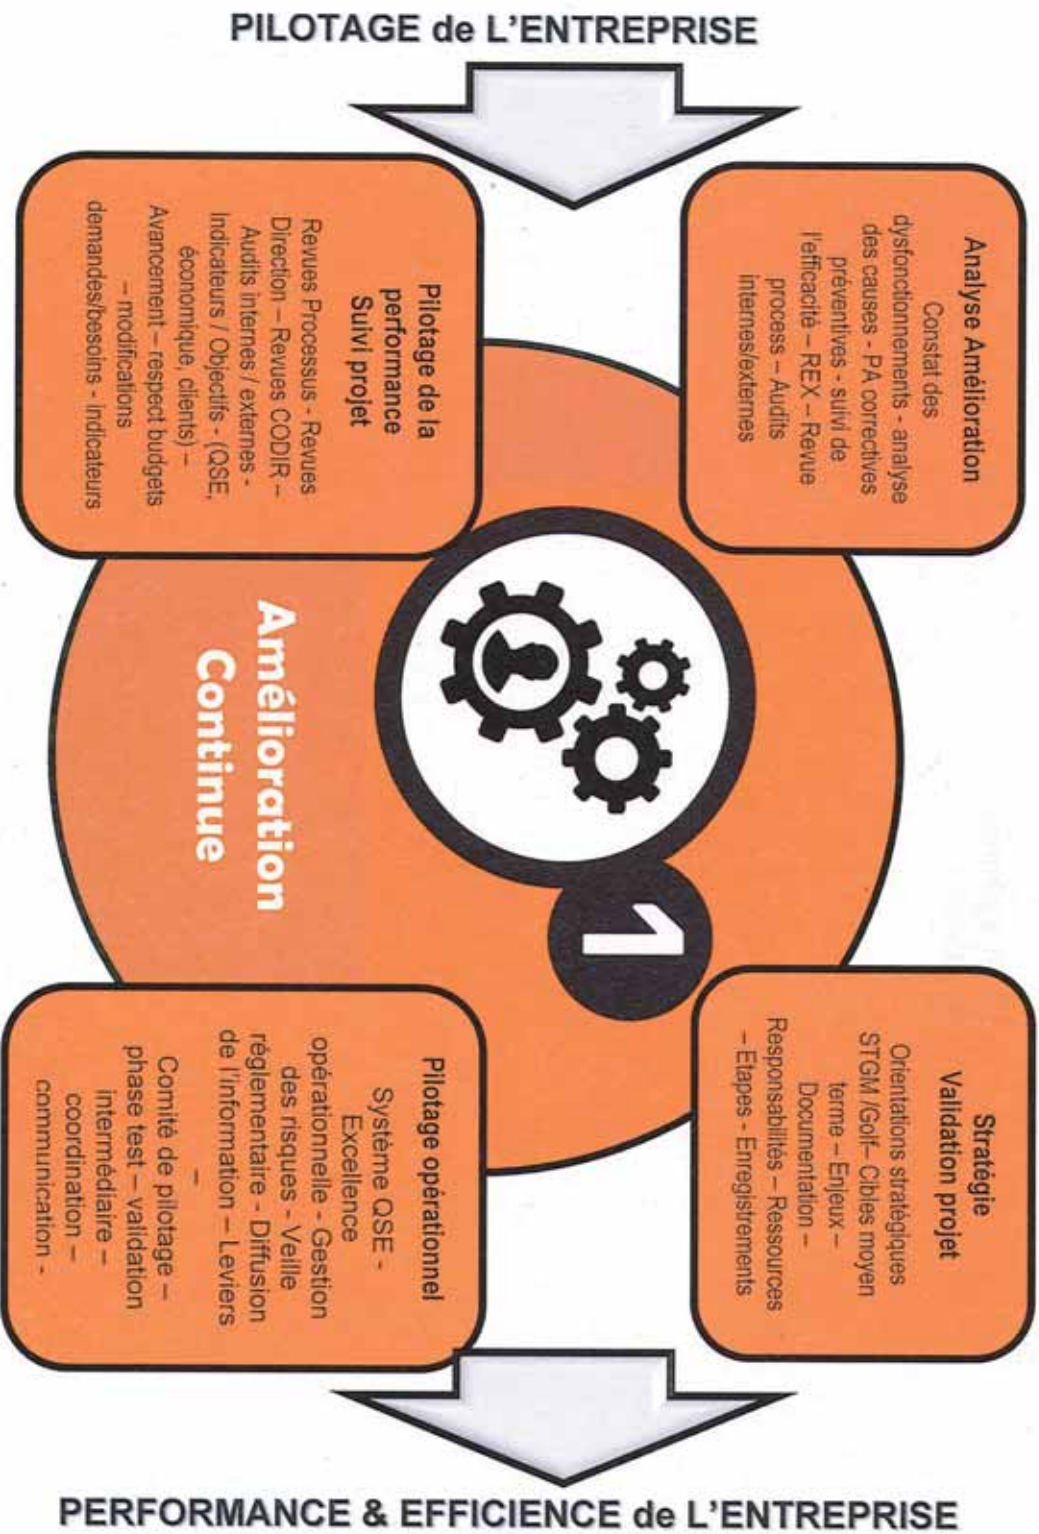 PILOTAGE de L'ENTREPRISE
Analyse Amélioration
Constat des
dysfonctionnements - analyse
des causes - PA correctives
préventives - suivi de
l'efficacité – REX – Revue
process – Audits
internes/externes
Stratégie
Validation projet
Orientations stratégiques
STGM /Golf– Cibles moyen
terme – Enjeux –
Documentation –
Responsabilités – Ressources
– Etapes - Enregistrements
1
Amélioration
Continue
Pilotage de la
performance
Suivi projet
Revues Processus - Revues
Direction – Revues CODIR –
Audits internes / externes -
Indicateurs / Objectifs - (QSE,
économique, clients) –
Avancement – respect budgets
– modifications
demandes/besoins - Indicateurs
Pilotage opérationnel
Système QSE -
Excellence
opérationnelle - Gestion
des risques - Veille
réglementaire - Diffusion
de l'information – Leviers
–
Comité de pilotage –
phase test – validation
intermédiaire –
coordination –
communication -
PERFORMANCE & EFFICIENCE de L'ENTREPRISE